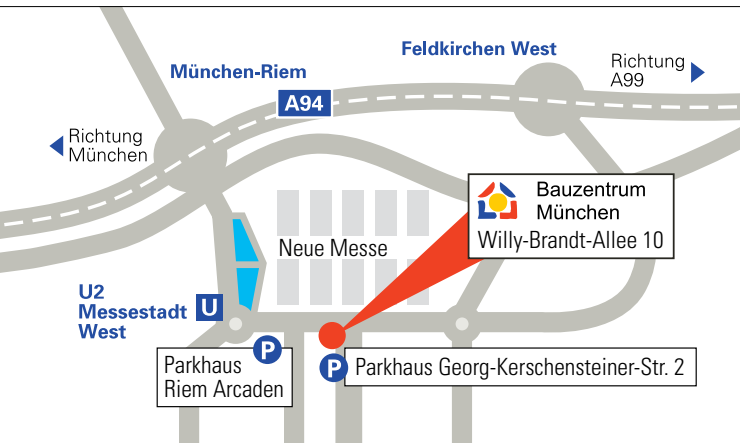 Feldkirchen West
München-Riem
Richtung
A99
A94
Richtung
München
Bauzentrum
München
Willy-Brandt-Allee 10
Neue Messe
U2
Messestadt
West
U
P
Parkhaus
Riem Arcaden
P
Parkhaus Georg-Kerschensteiner-Str. 2